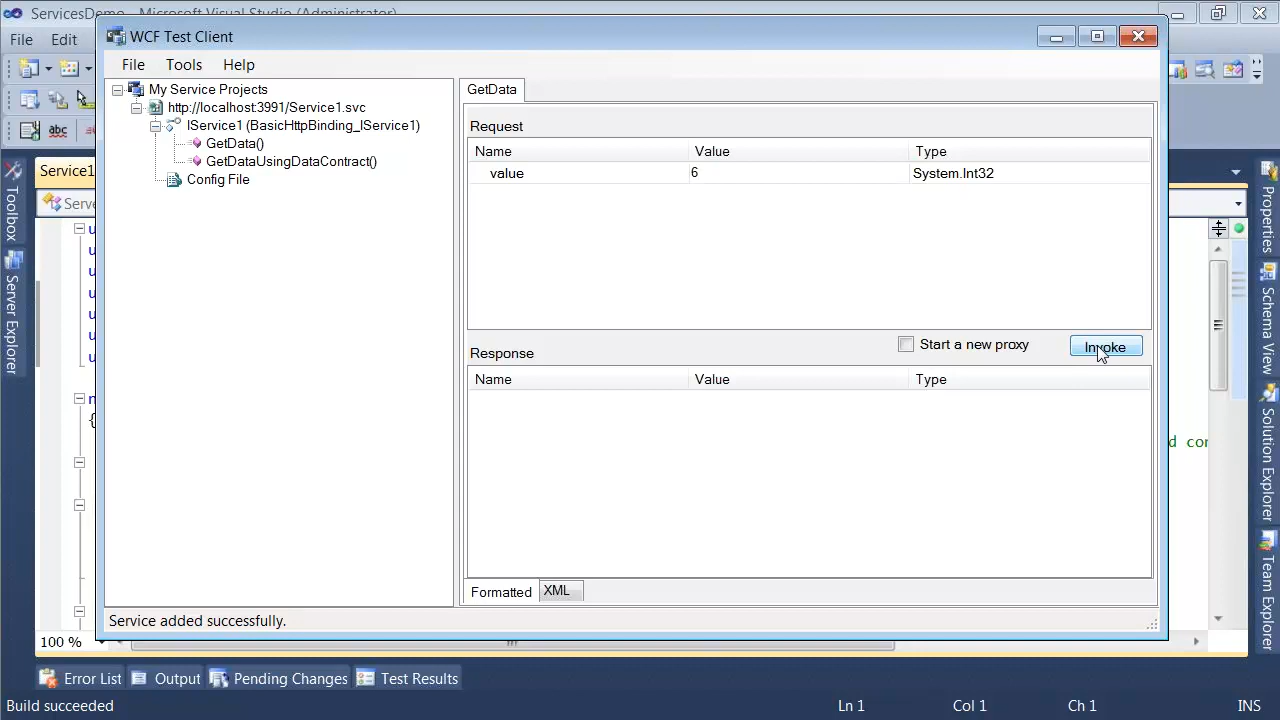 ServicesDemo - Microsoft Visual Studio (Administrator)
WCF Test Client
File Edit
File Tools Help
My Service Projects
http://localhost:3991/Service1.svc
IService1 (BasicHttpBinding_IService1)
GetData()
GetDataUsingDataContract()
Config File
GetData
Request
Name Value Type
value 6 System.Int32
Start a new proxy
Invoke
Response
Name Value Type
Formatted XML
Service added successfully.
abc
Service1
Serv
Toolbox
Server Explorer
u
u
u
u
u
u
u
n
{
d cor
Properties
Schema View
Solution Explorer
Team Explorer
100 %
Error List Output Pending Changes Test Results
Build succeeded Ln 1 Col 1 Ch 1 INS